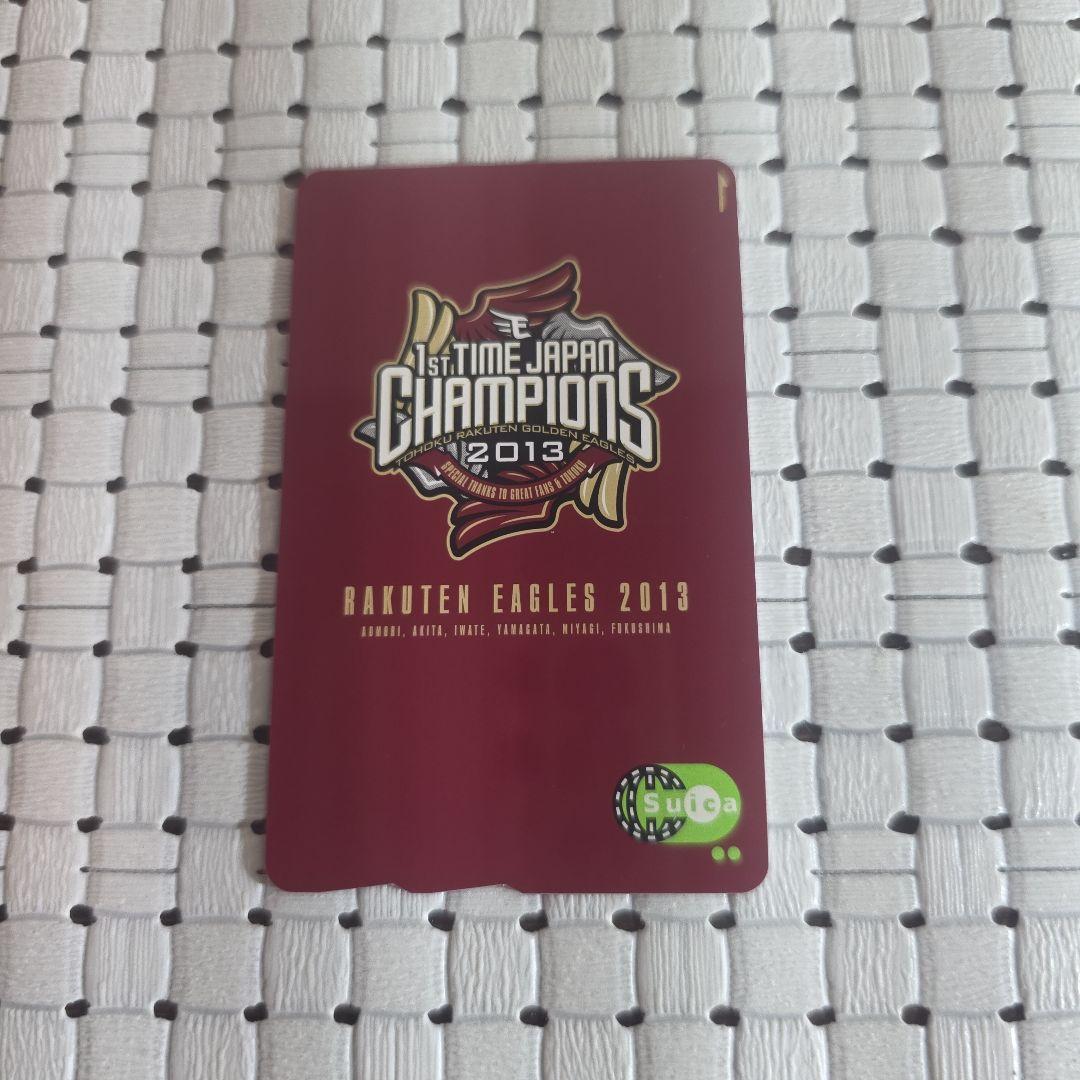 1
E
1ST. TIME JAPAN
CHAMPIONS
TOHOKU RAKUTEN GOLDEN EAGLES
2013
SPECIAL THANKS TO GREAT FANS & TOHOKU
RAKUTEN EAGLES 2013
AOMORI, AKITA, IWATE, YAMAGATA, MIYAGI, FUKUSHIMA
Suica